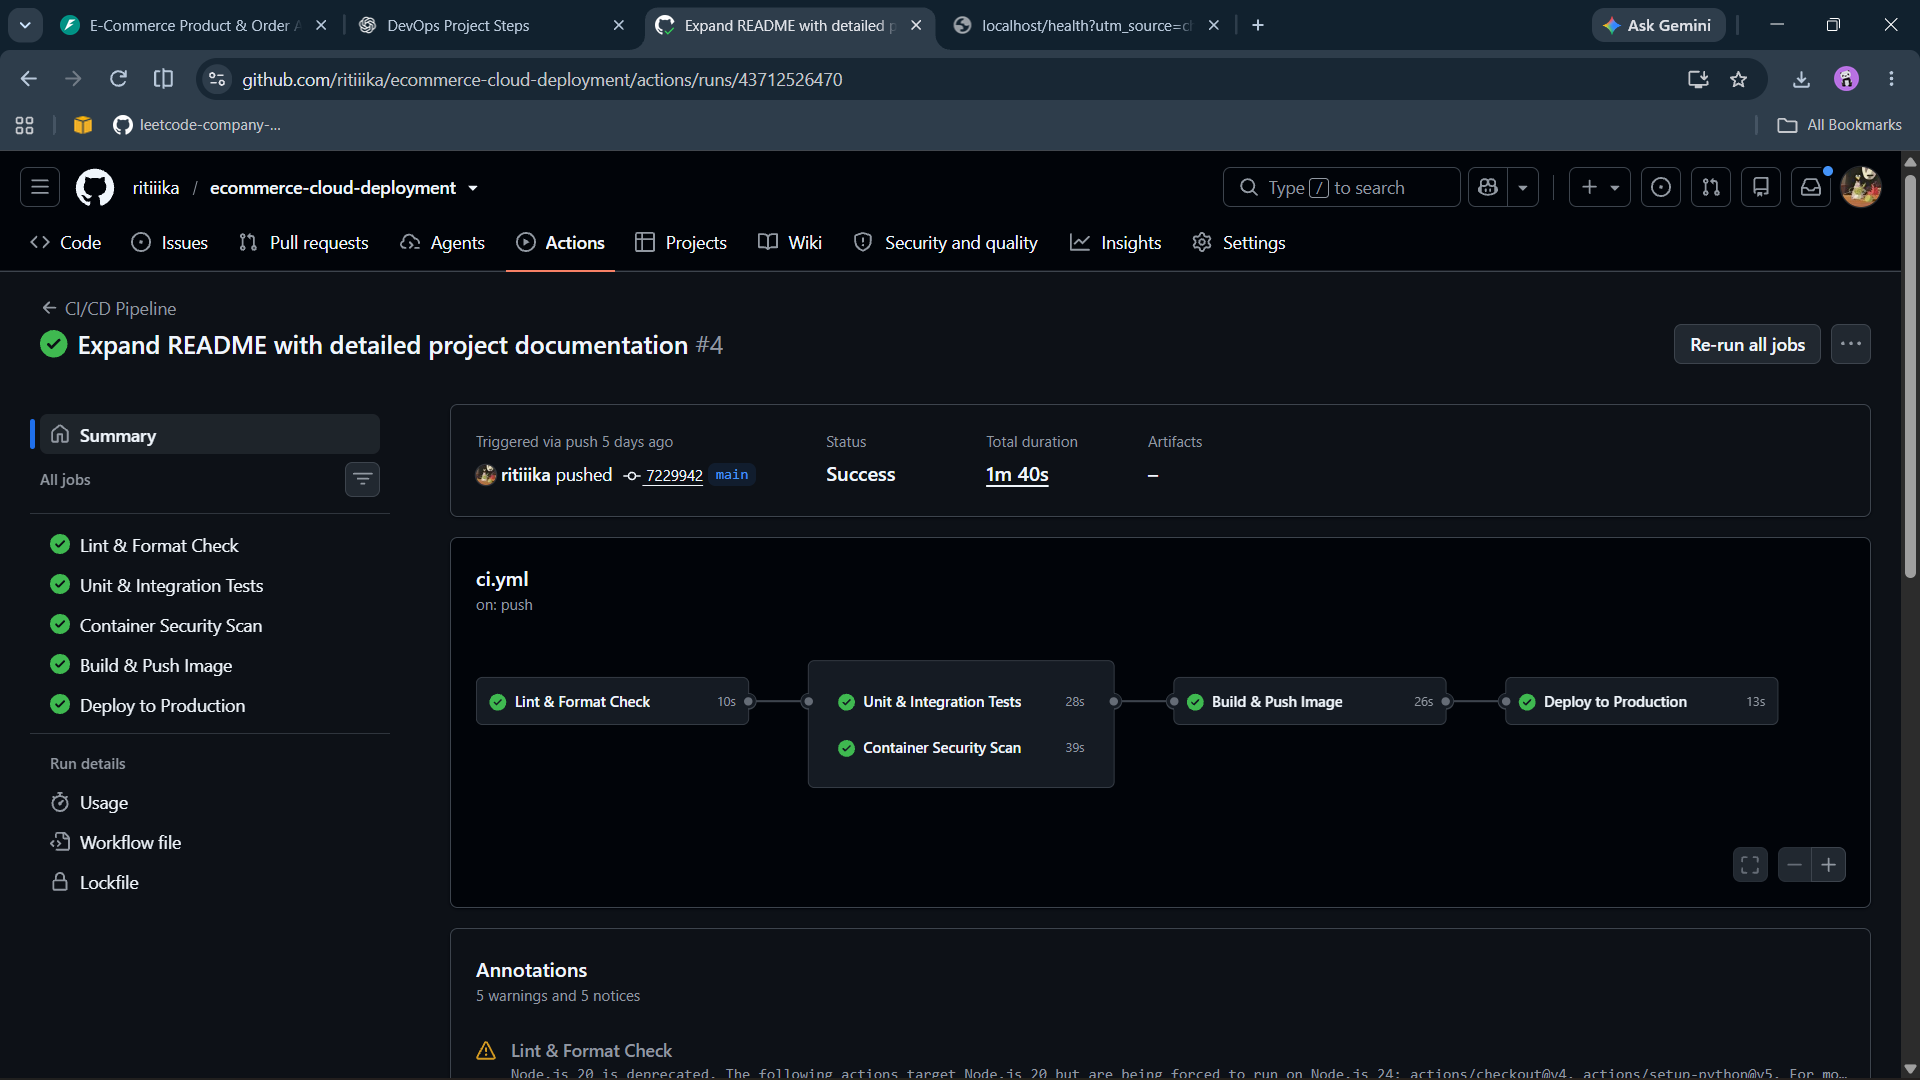 E-Commerce Product & Order A
DevOps Project Steps
Expand README with detailed p
localhost/health?utm_source=ch
Ask Gemini
github.com/ritiiika/ecommerce-cloud-deployment/actions/runs/43712526470
leetcode-company-...
All Bookmarks
ritiiika / ecommerce-cloud-deployment
Type / to search
Code
Issues
Pull requests
Agents
Actions
Projects
Wiki
Security and quality
Insights
Settings
CI/CD Pipeline
Expand README with detailed project documentation #4
Re-run all jobs
Summary
All jobs
Lint & Format Check
Unit & Integration Tests
Container Security Scan
Build & Push Image
Deploy to Production
Run details
Usage
Workflow file
Lockfile
Triggered via push 5 days ago
ritiiika pushed 7229942 main
Status
Success
Total duration
1m 40s
Artifacts
–
ci.yml
on: push
Lint & Format Check 10s
Unit & Integration Tests 28s
Container Security Scan 39s
Build & Push Image 26s
Deploy to Production 13s
Annotations
5 warnings and 5 notices
Lint & Format Check
Node.js 20 is deprecated. The following actions target Node.js 20 but are being forced to run on Node.js 24: actions/checkout@v4, actions/setup-python@v5. For mo...